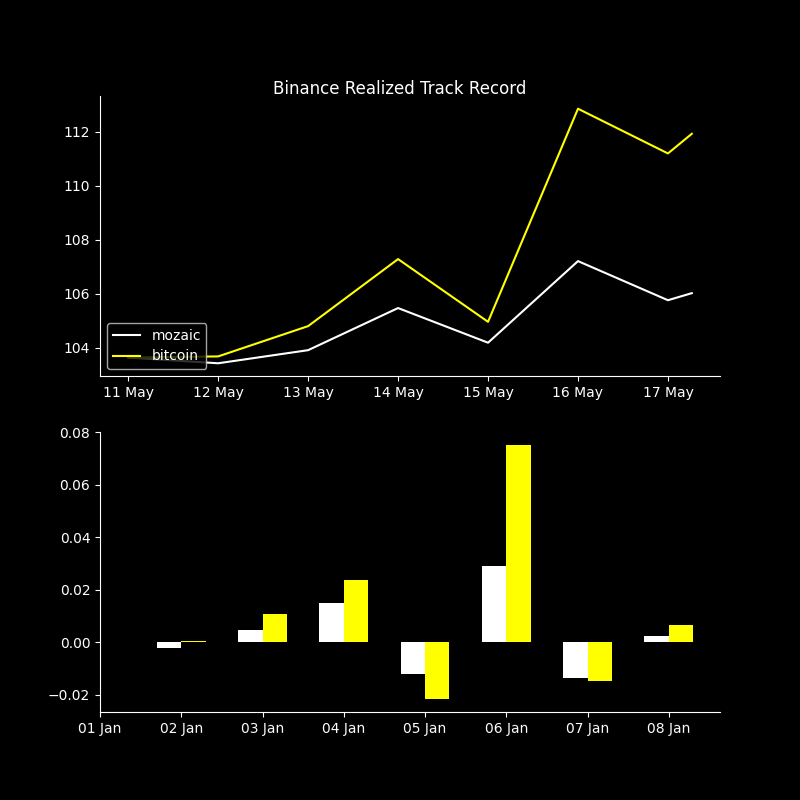 Binance Realized Track Record
112
110
108
106
104
mozaic
bitcoin
11 May 12 May 13 May 14 May 15 May 16 May 17 May
0.08
0.06
0.04
0.02
0.00
−0.02
01 Jan 02 Jan 03 Jan 04 Jan 05 Jan 06 Jan 07 Jan 08 Jan